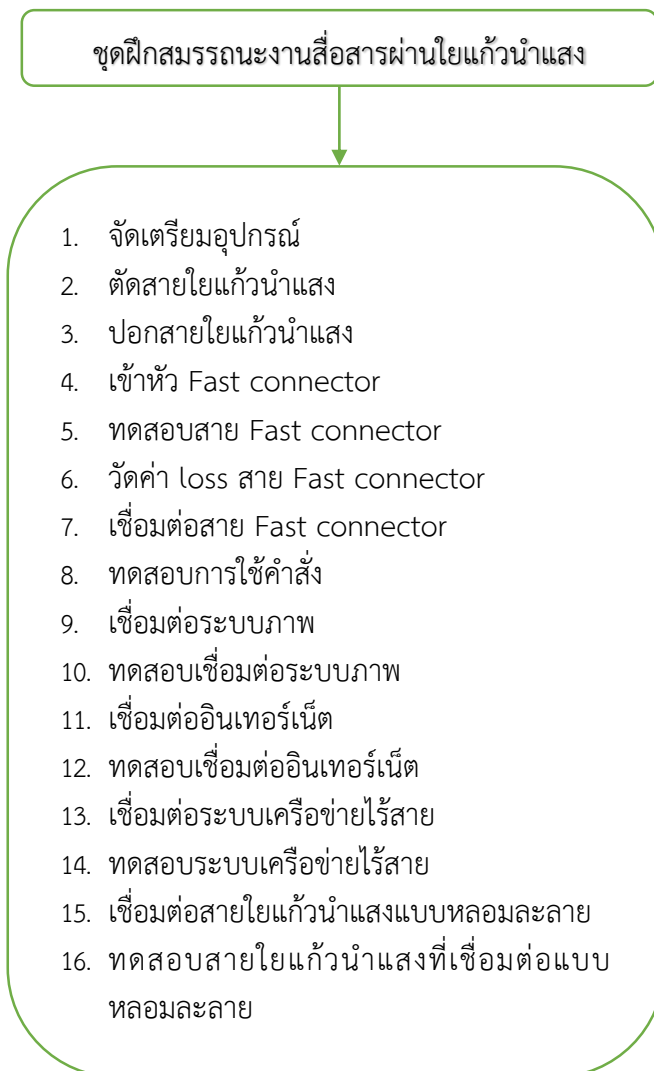 ชุดฝึกสมรรถนะงานสื่อสารผ่านใยแก้วนำแสง
1. จัดเตรียมอุปกรณ์
2. ตัดสายใยแก้วนำแสง
3. ปอกสายใยแก้วนำแสง
4. เข้าหัว Fast connector
5. ทดสอบสาย Fast connector
6. วัดค่า loss สาย Fast connector
7. เชื่อมต่อสาย Fast connector
8. ทดสอบการใช้คำสั่ง
9. เชื่อมต่อระบบภาพ
10. ทดสอบเชื่อมต่อระบบภาพ
11. เชื่อมต่ออินเทอร์เน็ต
12. ทดสอบเชื่อมต่ออินเทอร์เน็ต
13. เชื่อมต่อระบบเครือข่ายไร้สาย
14. ทดสอบระบบเครือข่ายไร้สาย
15. เชื่อมต่อสายใยแก้วนำแสงแบบหลอมละลาย
16. ทดสอบสายใยแก้วนำแสงที่เชื่อมต่อแบบ
หลอมละลาย